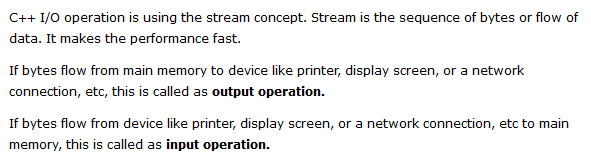 C++ I/O operation is using the stream concept. Stream is the sequence of bytes or flow of
data. It makes the performance fast.
If bytes flow from main memory to device like printer, display screen, or a network
connection, etc, this is called as output operation.
If bytes flow from device like printer, display screen, or a network connection, etc to main
memory, this is called as input operation.